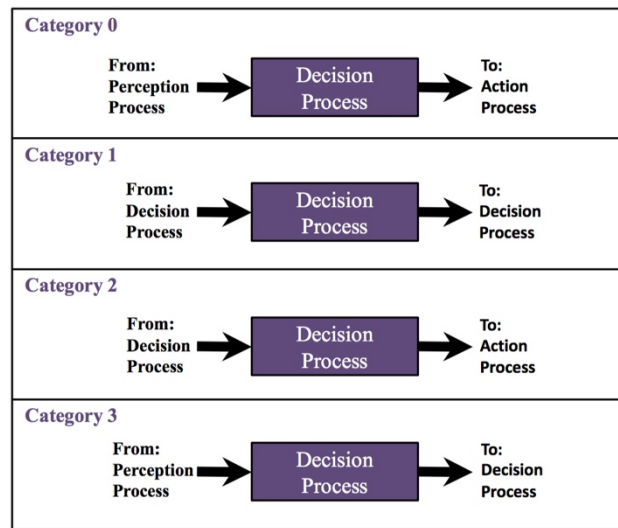 Category 0
From:
Perception
Process
Decision
Process
To:
Action
Process
Category 1
From:
Decision
Process
Decision
Process
To:
Decision
Process
Category 2
From:
Decision
Process
Decision
Process
To:
Action
Process
Category 3
From:
Perception
Process
Decision
Process
To:
Decision
Process